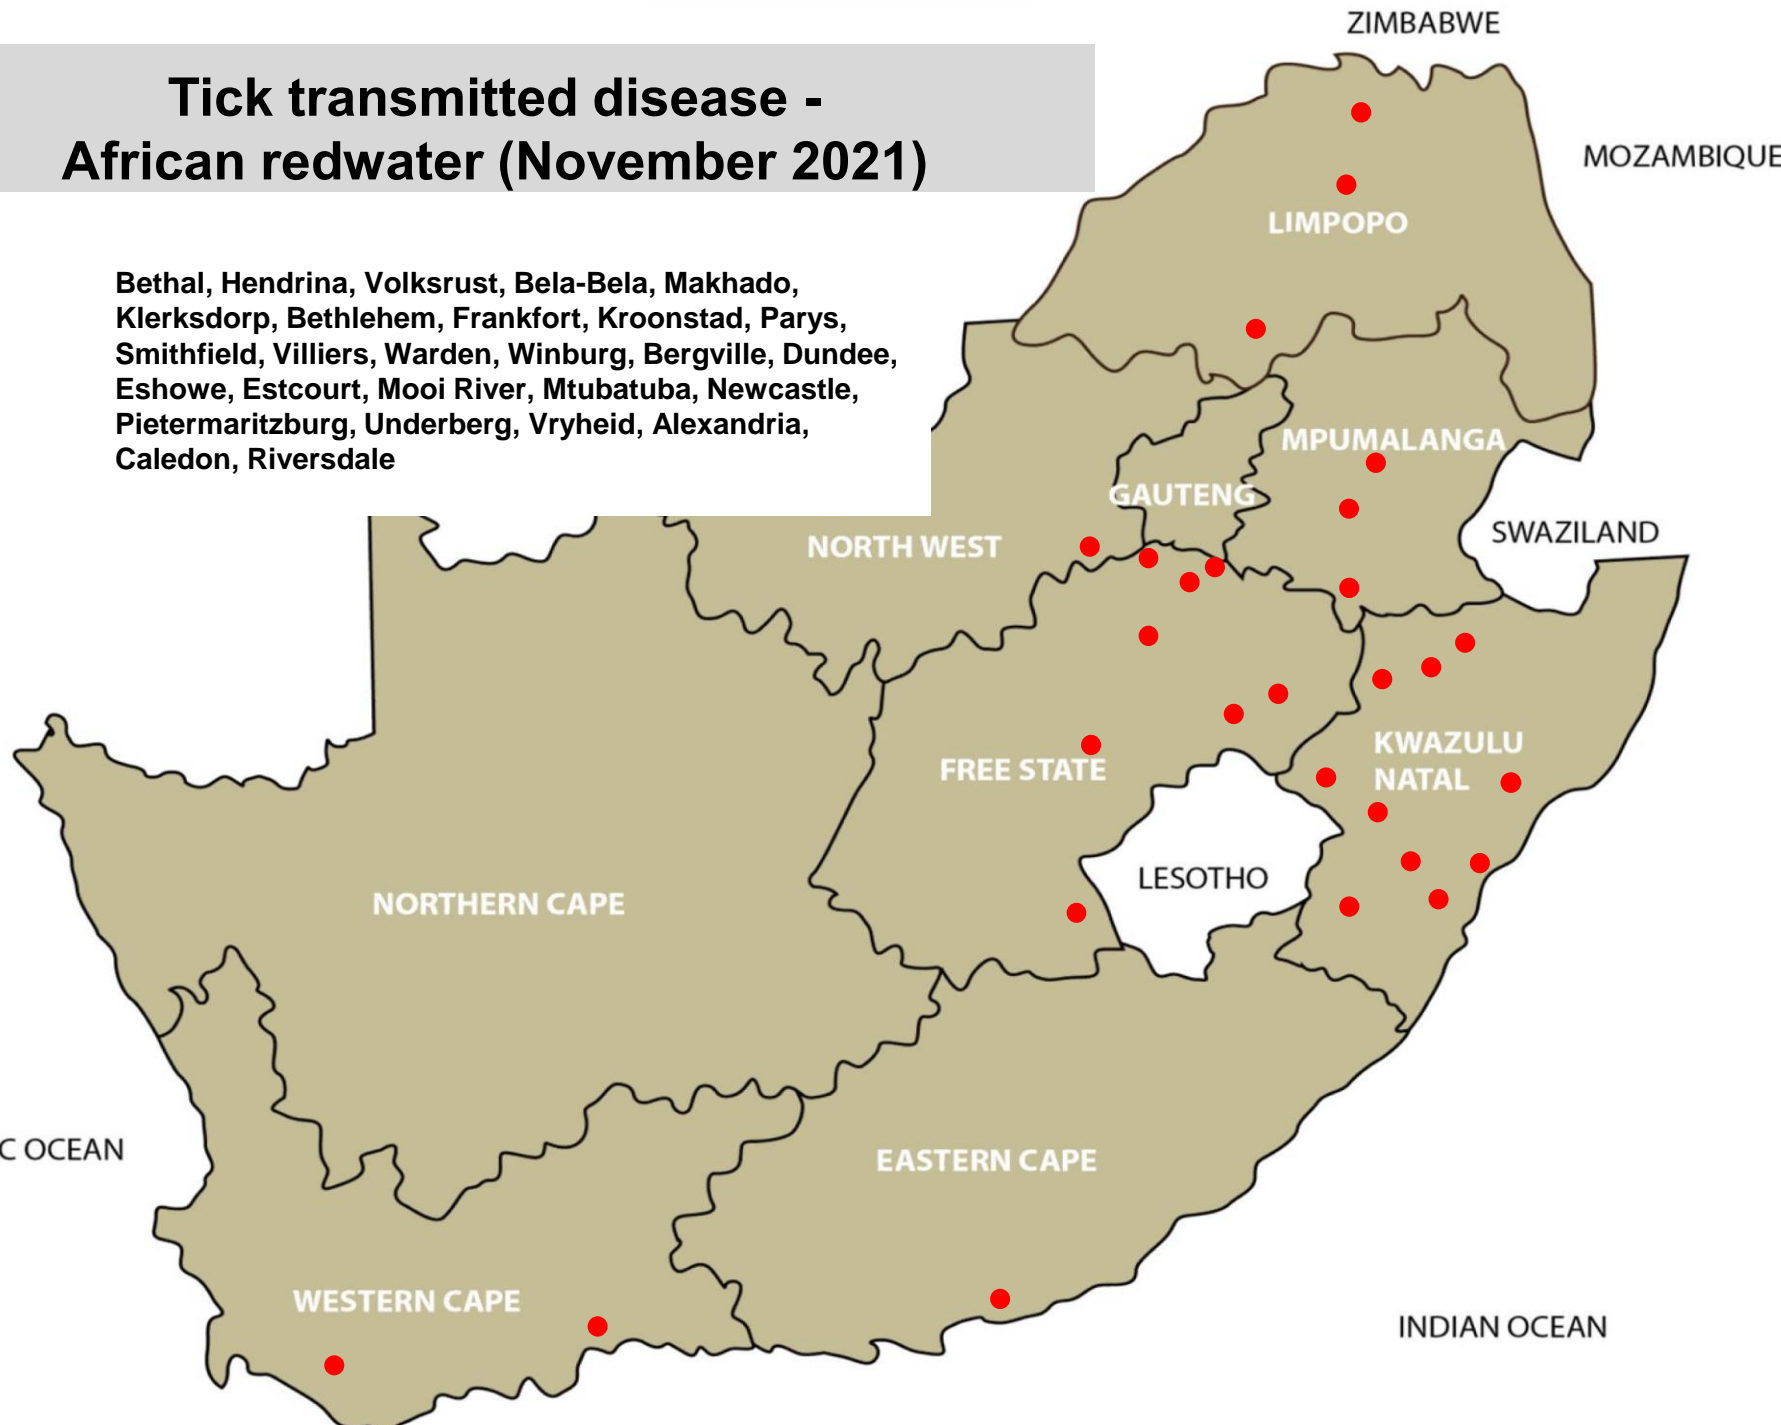 ZIMBABWE
Tick transmitted disease -
African redwater (November 2021)
MOZAMBIQUE
LIMPOPO
Bethal, Hendrina, Volksrust, Bela-Bela, Makhado,
Klerksdorp, Bethlehem, Frankfort, Kroonstad, Parys,
Smithfield, Villiers, Warden, Winburg, Bergville, Dundee,
Eshowe, Estcourt, Mooi River, Mtubatuba, Newcastle,
Pietermaritzburg, Underberg, Vryheid, Alexandria,
Caledon, Riversdale
MPUMALANGA
GAUTENG
SWAZILAND
NORTH WEST
KWAZULU
NATAL
FREE STATE
LESOTHO
NORTHERN CAPE
C OCEAN
EASTERN CAPE
WESTERN CAPE
INDIAN OCEAN